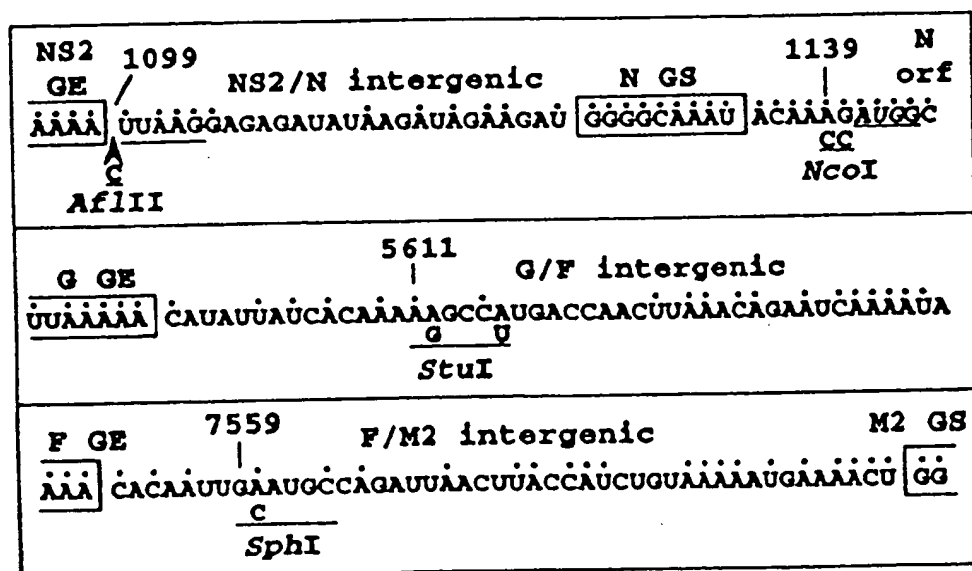 NS2 1099 1139 N
GE NS2/N intergenic N GS orf
AAAA UUAAGGAGAGAUAUAAGAUAGAAGAU GGGGCAAAU ACAAAGAUGGC
C CC
AflII NcoI
5611
G GE G/F intergenic
UUAAAAA CAUAUUAUCACAAAAAGCCAUGACCAACUUAAACAGAAUCAAAAUA
G U
StuI
7559 M2 GS
F GE F/M2 intergenic
AAA CACAAUUGAAUGCCAGAUUAACUUACCAUCUGUAAAAAUGAAAACU GG
C
SphI